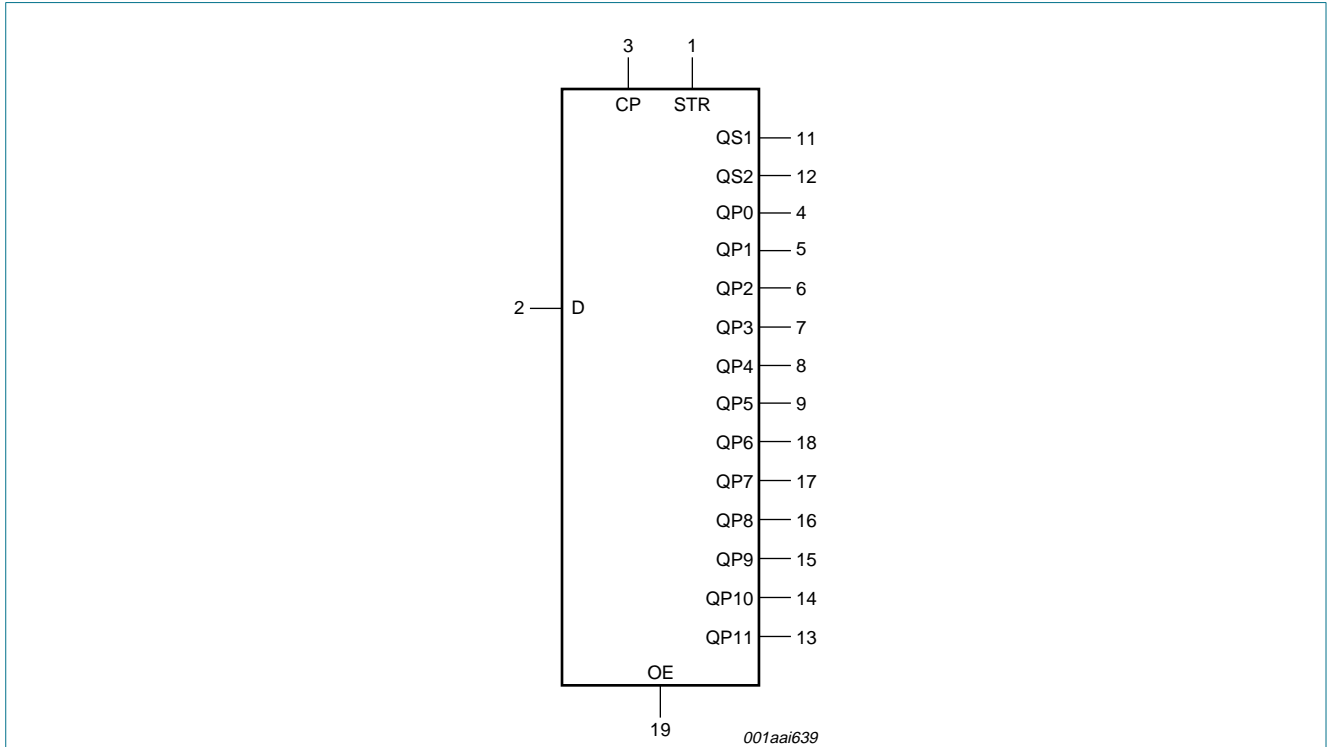 3 1
CP STR
QS1 11
QS2 12
QP0 4
QP1 5
QP2 6
QP3 7
2 D
QP4 8
QP5 9
QP6 18
QP7 17
QP8 16
QP9 15
QP10 14
QP11 13
OE
19
001aai639